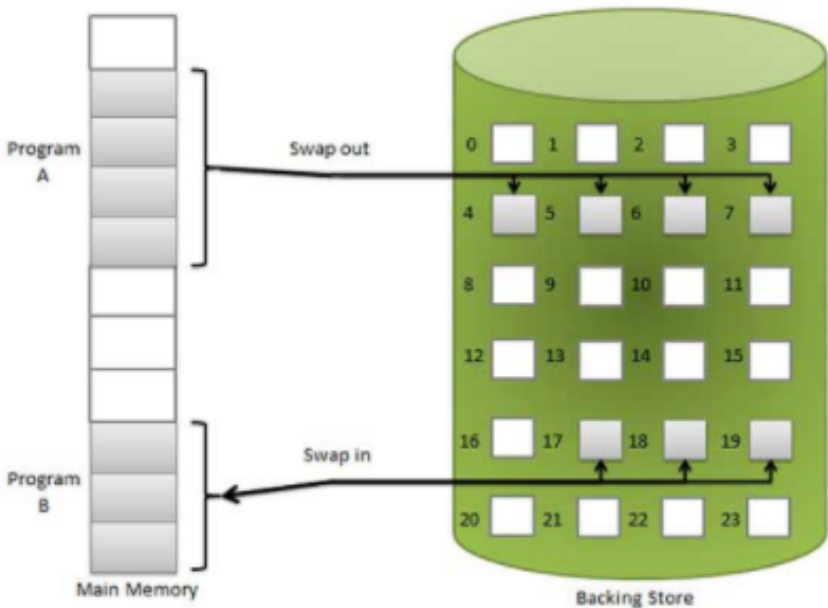 Program
A
Swap out
0 1 2 3
4 5 6 7
8 9 10 11
12 13 14 15
Program
B
Swap in
16 17 18 19
20 21 22 23
Main Memory
Backing Store